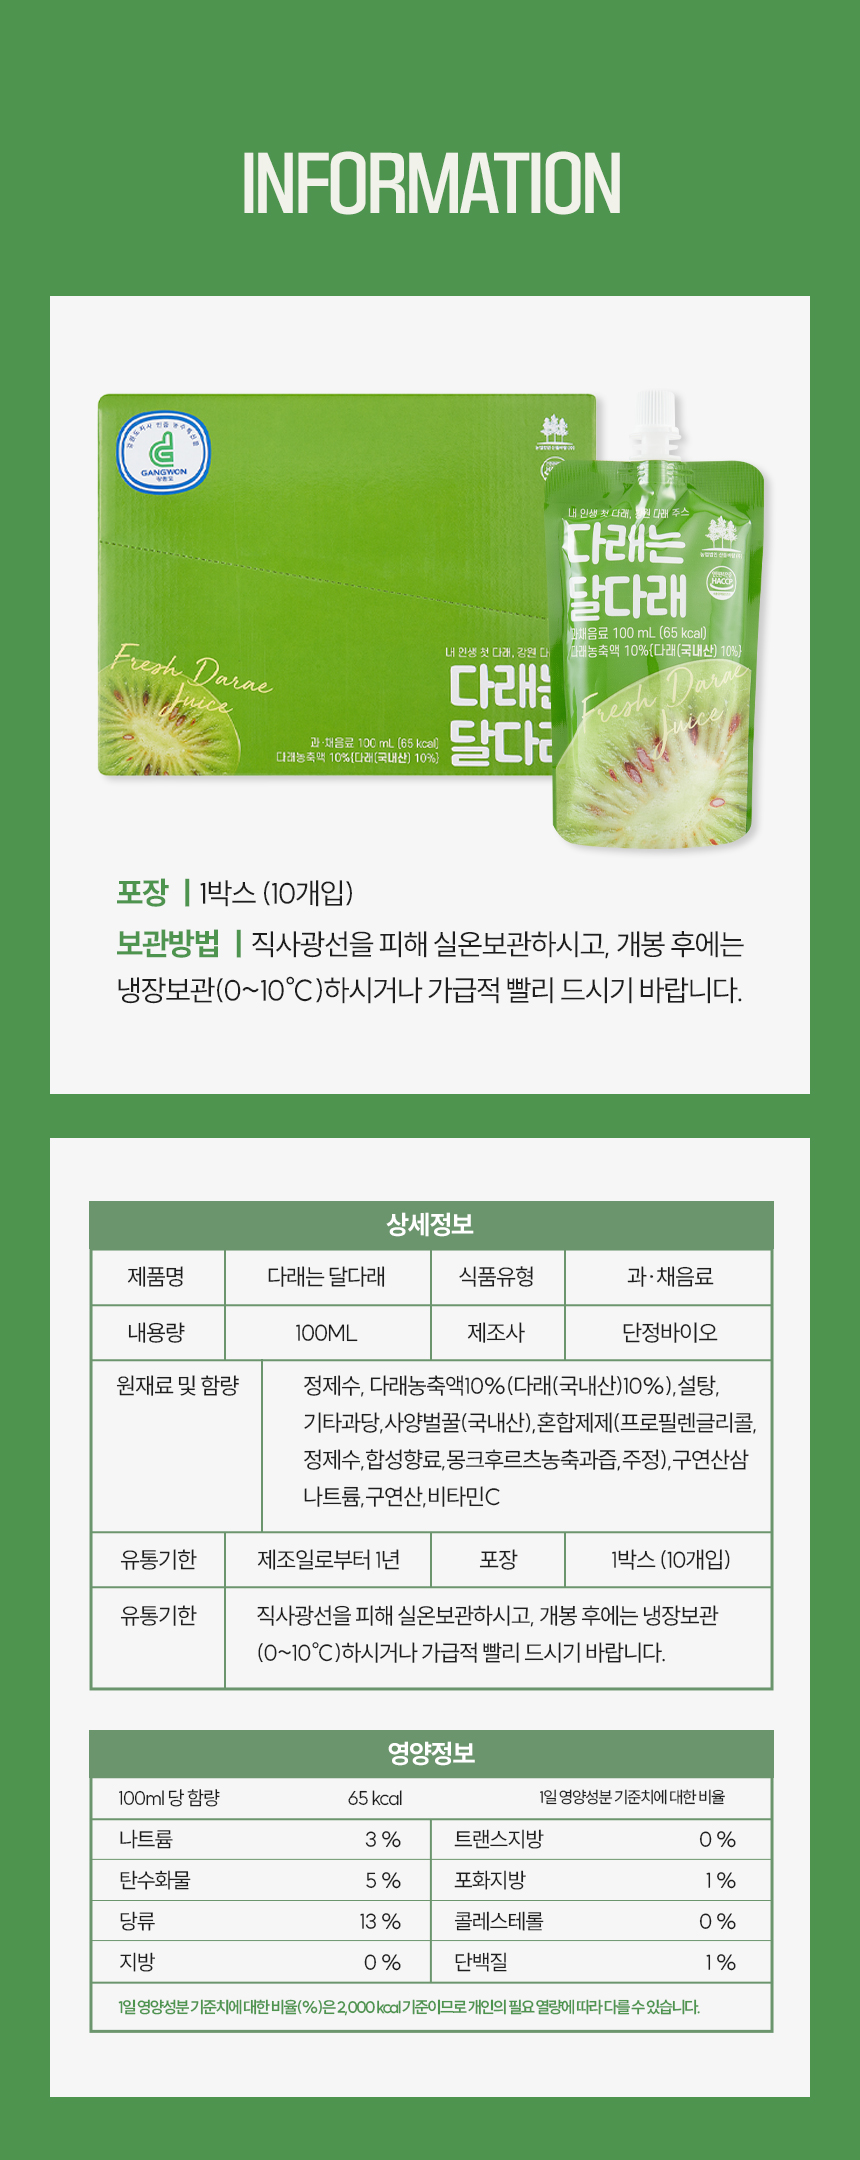 INFORMATION
강원도지사 인증 농수특산물
GANGWON
강원도
내 인생 첫 다래, 강원 다
다래는
달다래
과·채음료 100 mL (65 kcal)
다래농축액 10%{다래(국내산) 10%}
Fresh Darae
Juice
내 인생 첫 다래, 강원 다래 주스
다래는
달다래
HACCP
과채음료 100 mL (65 kcal)
다래농축액 10%{다래(국내산) 10%}
Fresh Darae
Juice
포장 | 1박스 (10개입)
보관방법 | 직사광선을 피해 실온보관하시고, 개봉 후에는
냉장보관(0~10°C)하시거나 가급적 빨리 드시기 바랍니다.
상세정보
제품명 다래는 달다래 식품유형 과·채음료
내용량 100ML 제조사 단정바이오
원재료 및 함량 정제수, 다래농축액10%(다래(국내산)10%),설탕,
기타과당,사양벌꿀(국내산),혼합제제(프로필렌글리콜,
정제수,합성향료,몽크후르츠농축과즙,주정),구연산삼
나트륨,구연산,비타민C
유통기한 제조일로부터 1년 포장 1박스 (10개입)
유통기한 직사광선을 피해 실온보관하시고, 개봉 후에는 냉장보관
(0~10°C)하시거나 가급적 빨리 드시기 바랍니다.
영양정보
100ml 당 함량 65 kcal 1일 영양성분 기준치에 대한 비율
나트륨 3 % 트랜스지방 0 %
탄수화물 5 % 포화지방 1 %
당류 13 % 콜레스테롤 0 %
지방 0 % 단백질 1 %
1일 영양성분 기준치에 대한 비율(%)은 2,000 kcal 기준이므로 개인의 필요 열량에 따라 다를 수 있습니다.